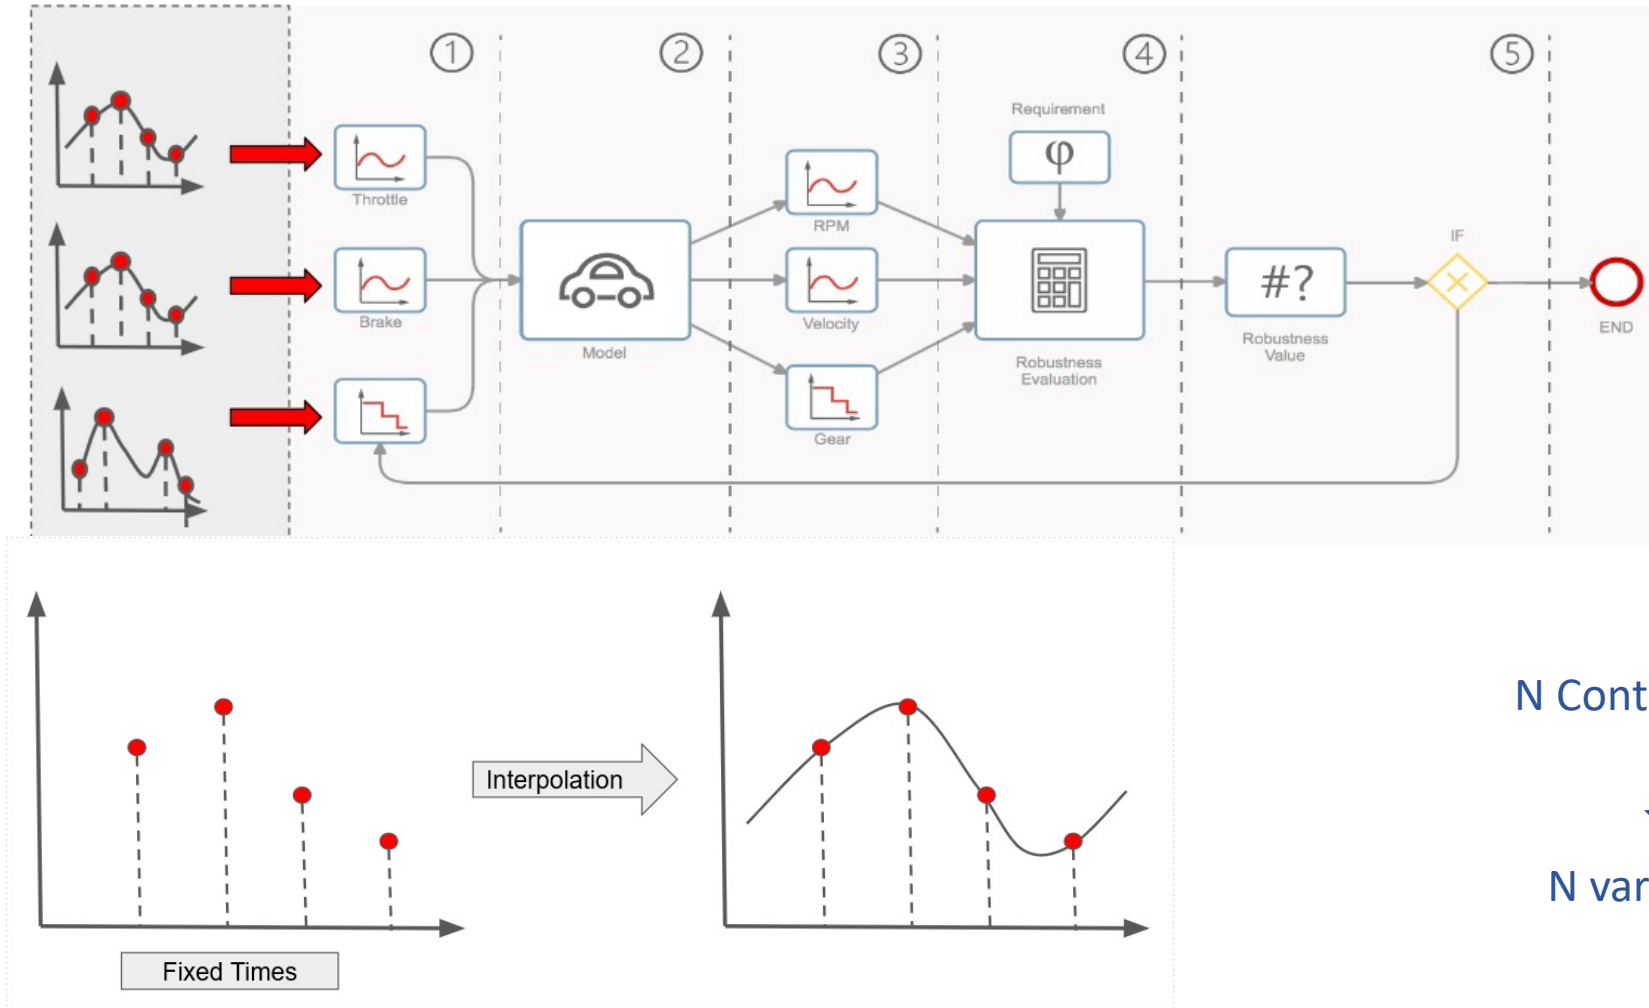 ①
②
③
④
⑤
Requirement
φ
Throttle
RPM
IF
Brake
Model
Velocity
#?
Robustness
Value
END
Robustness
Evaluation
Gear
Interpolation
Fixed Times
N Cont
N var